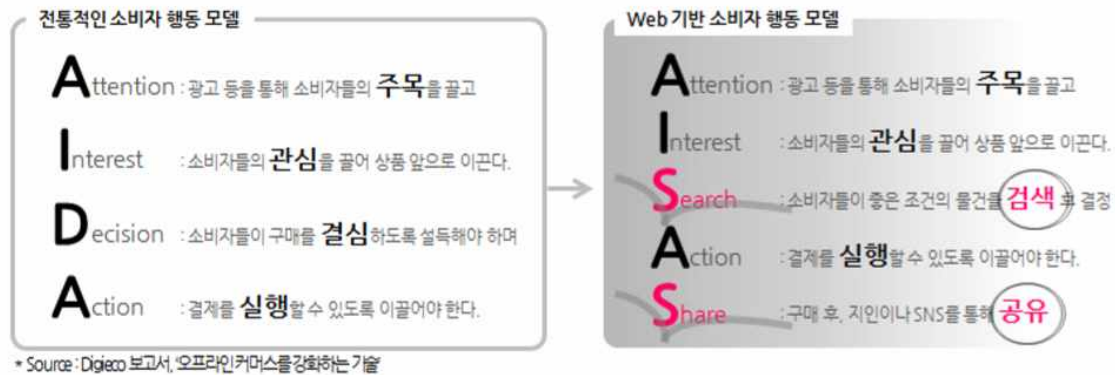 전통적인 소비자 행동 모델
Attention : 광고 등을 통해 소비자들의 주목을 끌고
Interest : 소비자들의 관심을 끌어 상품 앞으로 이끈다.
Decision : 소비자들이 구매를 결심하도록 설득해야 하며
Action : 결제를 실행할 수 있도록 이끌어야 한다.
Web 기반 소비자 행동 모델
Attention : 광고 등을 통해 소비자들의 주목을 끌고
Interest : 소비자들의 관심을 끌어 상품 앞으로 이끈다.
Search : 소비자들이 좋은 조건의 물건을 검색 후 결정
Action : 결제를 실행할 수 있도록 이끌어야 한다.
Share : 구매 후, 지인이나 SNS를 통해 공유
* Source : Digieco 보고서, '오프라인 커머스를 강화하는 기술'